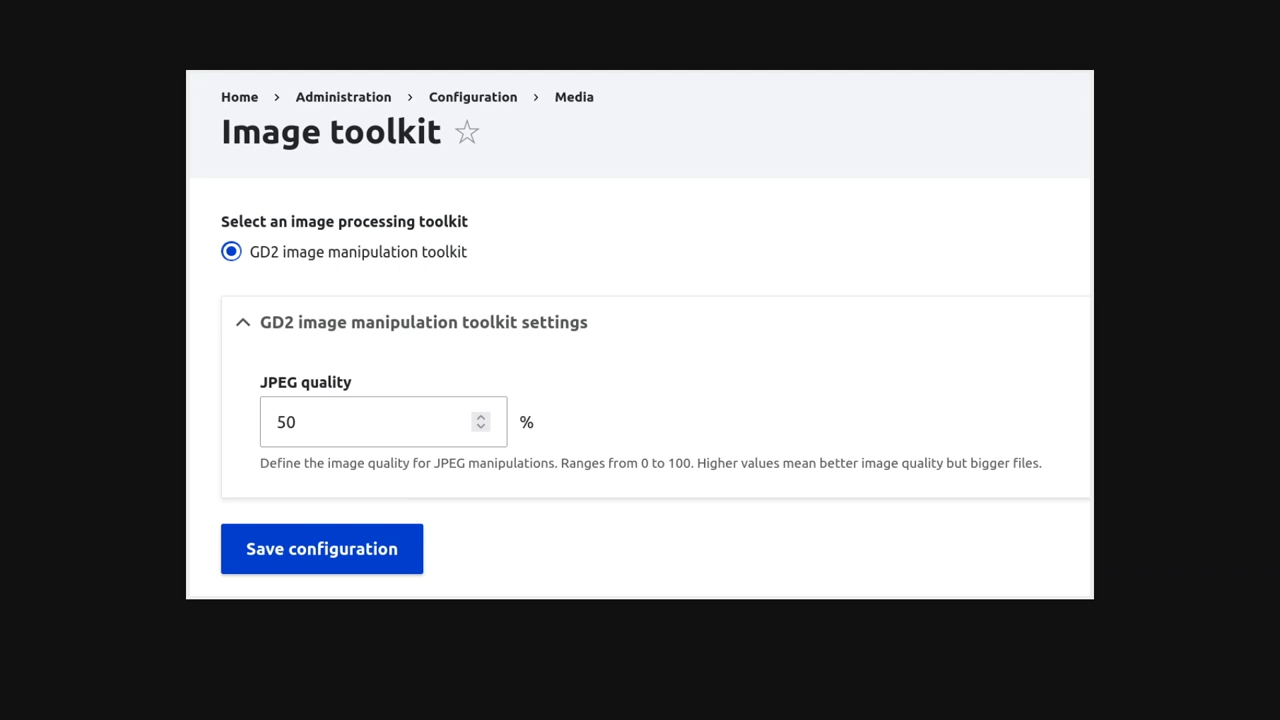 Home > Administration > Configuration > Media
Image toolkit
Select an image processing toolkit
GD2 image manipulation toolkit
GD2 image manipulation toolkit settings
JPEG quality
50 %
Define the image quality for JPEG manipulations. Ranges from 0 to 100. Higher values mean better image quality but bigger files.
Save configuration